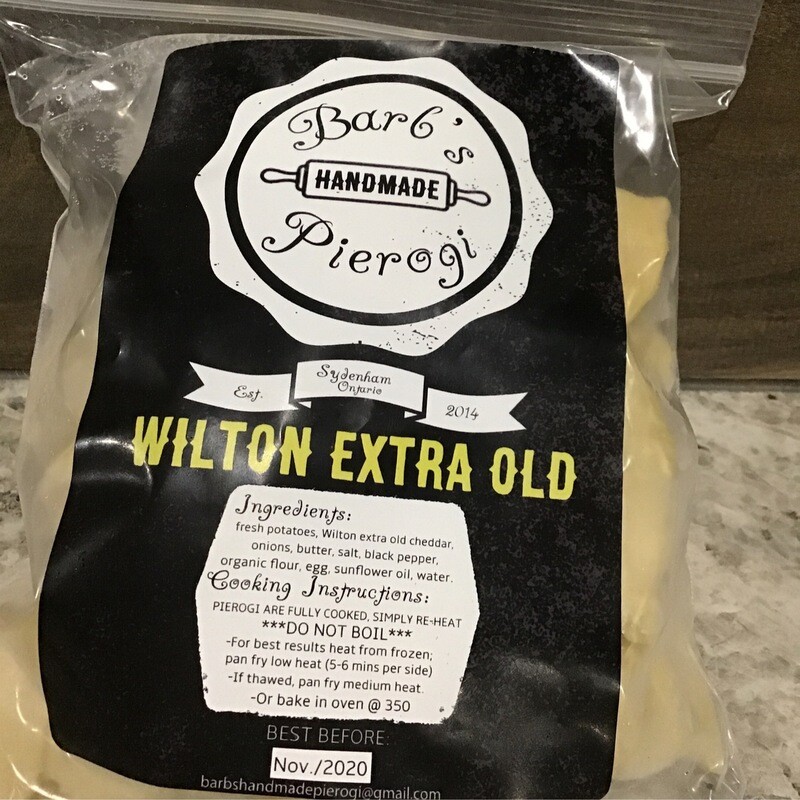 Barb's
HANDMADE
Pierogi
Est.
Sydenham
Ontario
2014
WILTON EXTRA OLD
Ingredients:
fresh potatoes, Wilton extra old cheddar,
onions, butter, salt, black pepper,
organic flour, egg, sunflower oil, water.
Cooking Instructions:
PIEROGI ARE FULLY COOKED, SIMPLY RE-HEAT
***DO NOT BOIL***
-For best results heat from frozen;
pan fry low heat (5-6 mins per side)
-If thawed, pan fry medium heat.
-Or bake in oven @ 350
BEST BEFORE:
Nov./2020
barbshandmadepierogi@gmail.com